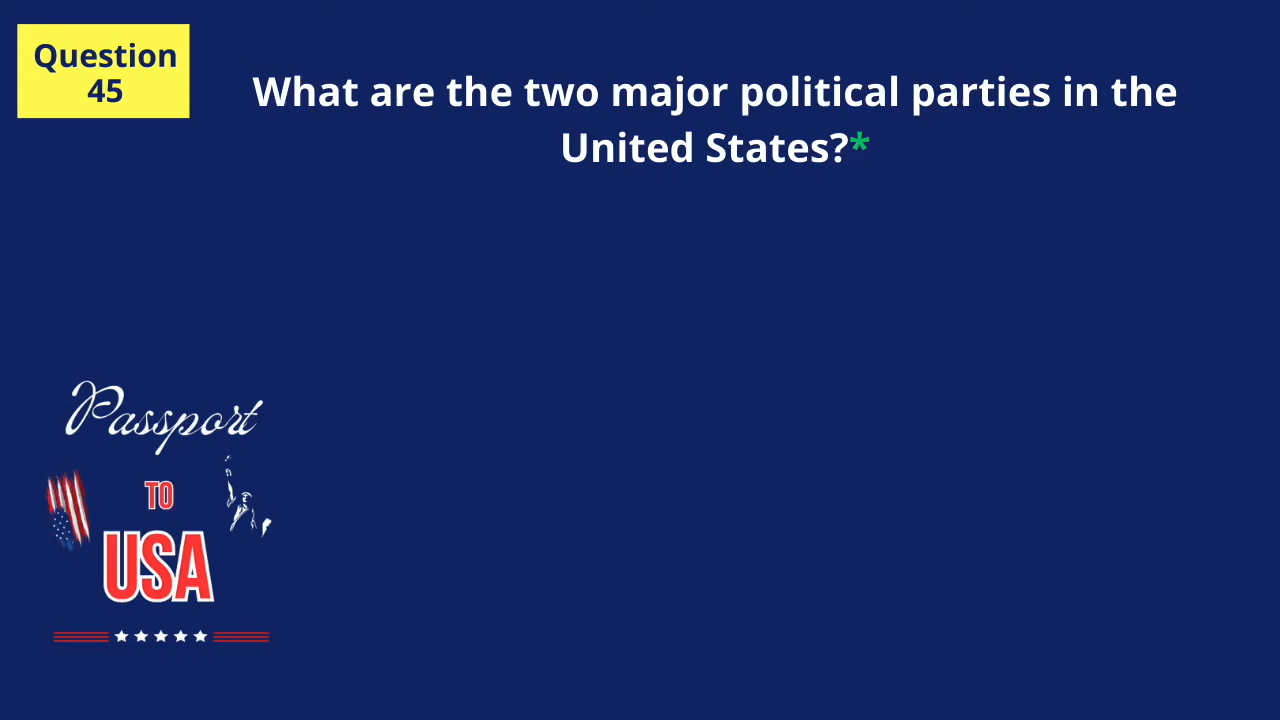 Question
45
What are the two major political parties in the
United States?*
Passport
TO
USA